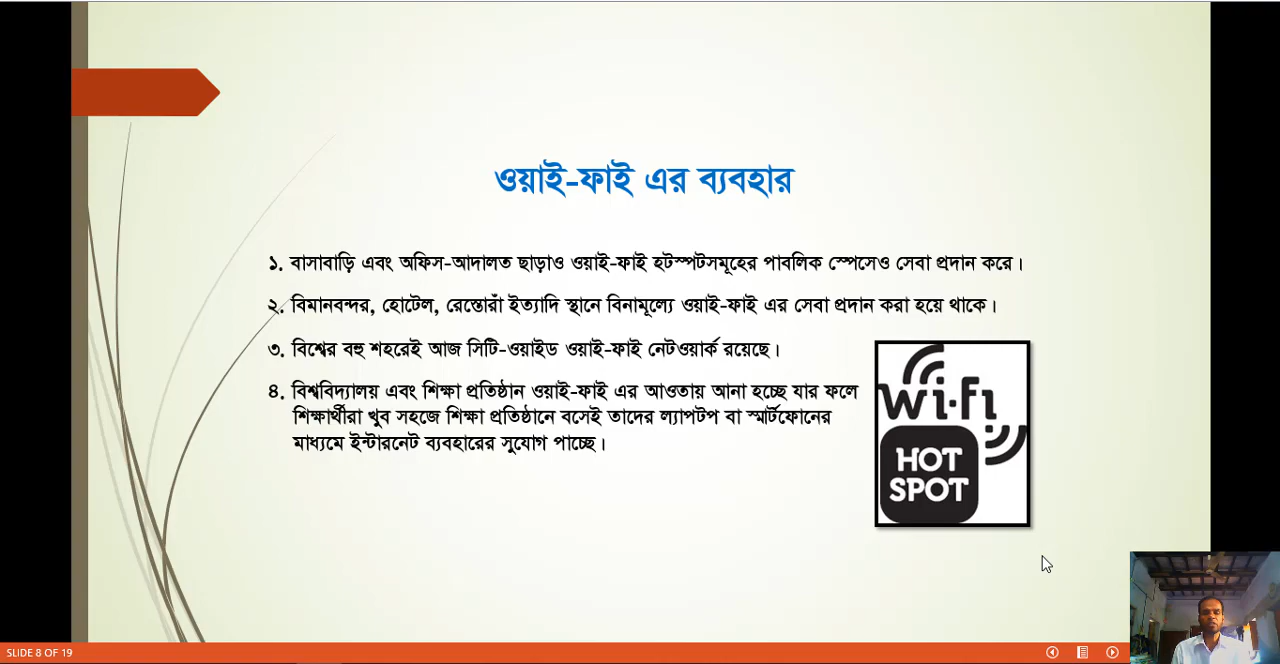 ওয়াই-ফাই এর ব্যবহার
১. বাসাবাড়ি এবং অফিস-আদালত ছাড়াও ওয়াই-ফাই হটস্পটসমূহের পাবলিক স্পেসেও সেবা প্রদান করে।
২. বিমানবন্দর, হোটেল, রেস্তোরাঁ ইত্যাদি স্থানে বিনামূল্যে ওয়াই-ফাই এর সেবা প্রদান করা হয়ে থাকে।
৩. বিশ্বের বহু শহরেই আজ সিটি-ওয়াইড ওয়াই-ফাই নেটওয়ার্ক রয়েছে।
৪. বিশ্ববিদ্যালয় এবং শিক্ষা প্রতিষ্ঠান ওয়াই-ফাই এর আওতায় আনা হচ্ছে যার ফলে
শিক্ষার্থীরা খুব সহজে শিক্ষা প্রতিষ্ঠানে বসেই তাদের ল্যাপটপ বা স্মার্টফোনের
মাধ্যমে ইন্টারনেট ব্যবহারের সুযোগ পাচ্ছে।
Wi-Fi
HOT
SPOT
SLIDE 8 OF 19